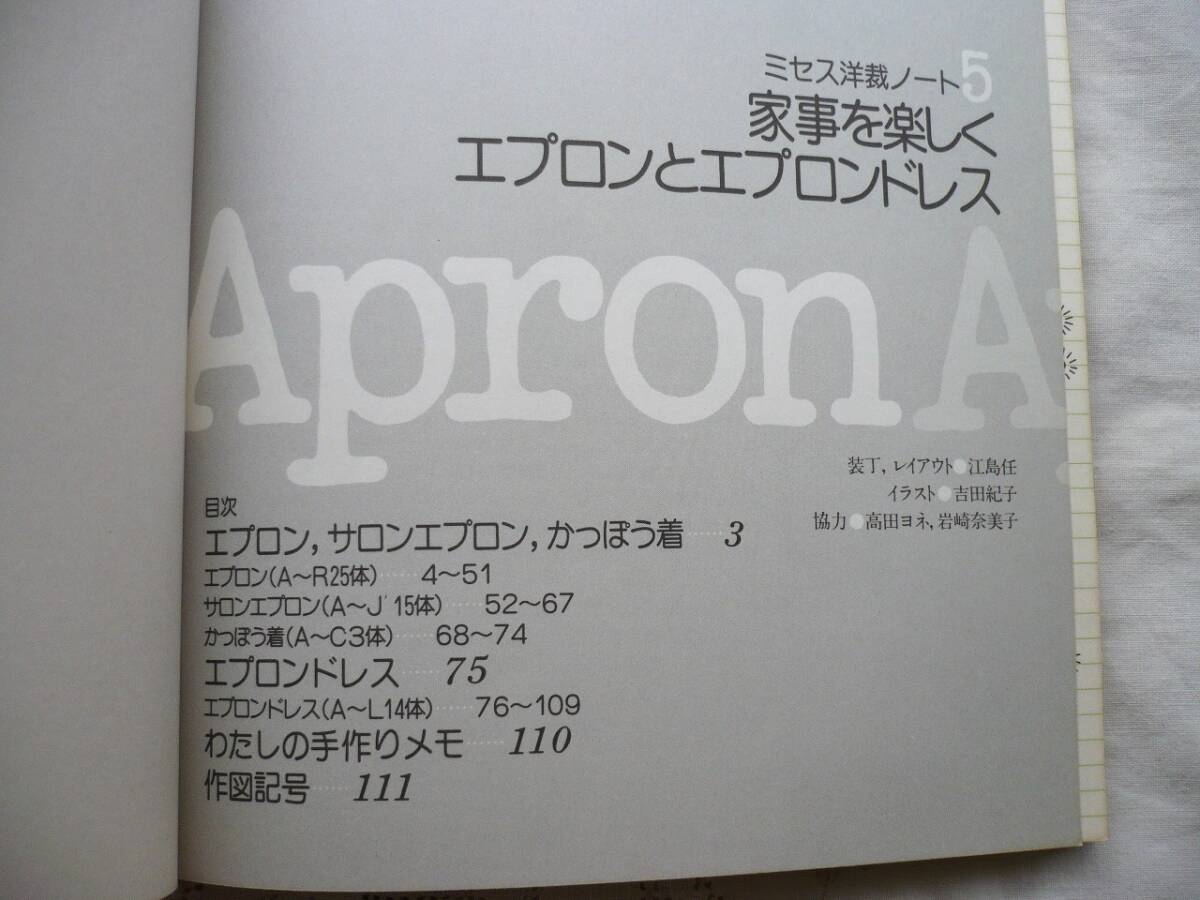 ミセス洋裁ノート5
家事を楽しく
エプロンとエプロンドレス
Apron A
装丁, レイアウト●江島任
イラスト●吉田紀子
協力●高田ヨネ, 岩崎奈美子
目次
エプロン, サロンエプロン, かっぽう着……3
エプロン(A〜R25体)……4〜51
サロンエプロン(A〜J'15体)……52〜67
かっぽう着(A〜C3体)……68〜74
エプロンドレス……75
エプロンドレス(A〜L14体)……76〜109
わたしの手作りメモ……110
作図記号……111